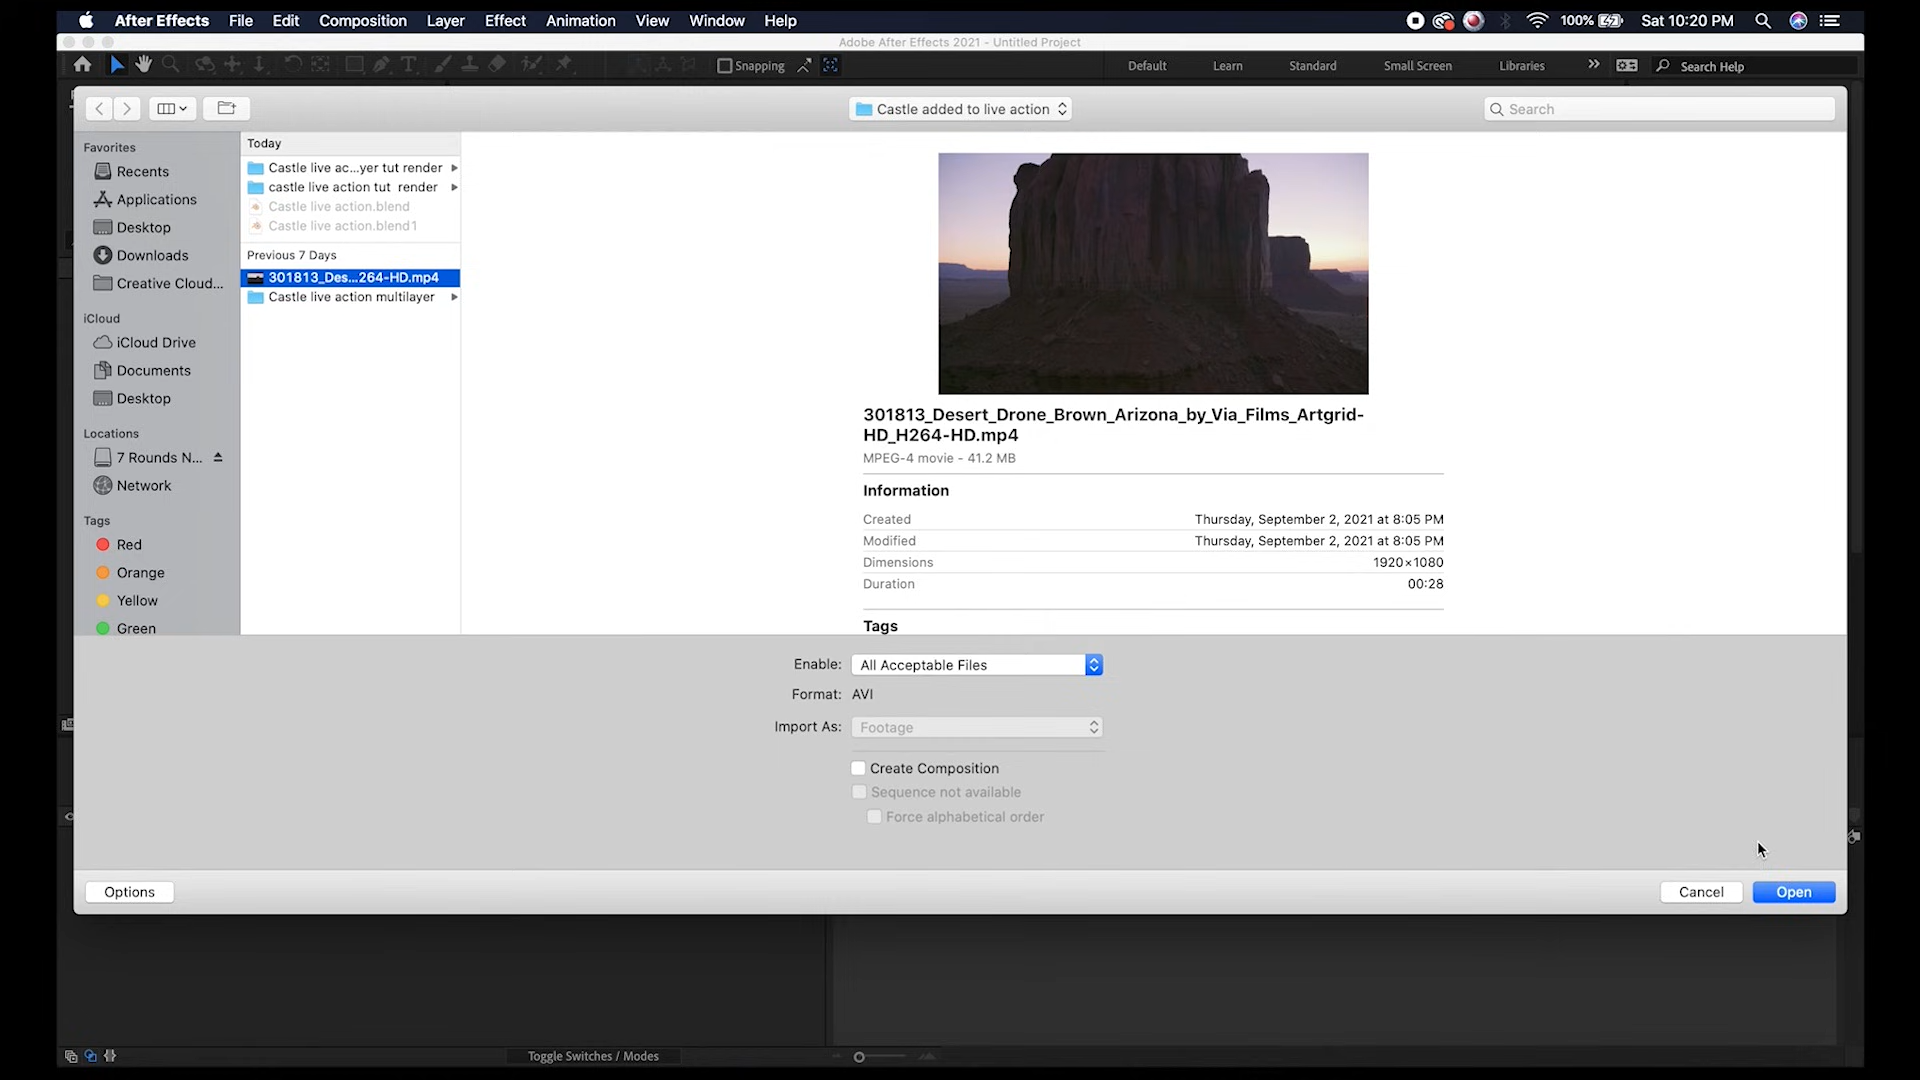 After Effects File Edit Composition Layer Effect Animation View Window Help 100% Sat 10:20 PM
Adobe After Effects 2021 - Untitled Project
Snapping Default Learn Standard Small Screen Libraries Search Help
Castle added to live action Search
Favorites
Recents
Applications
Desktop
Downloads
Creative Cloud...
iCloud
iCloud Drive
Documents
Desktop
Locations
7 Rounds N...
Network
Tags
Red
Orange
Yellow
Green
Today
Castle live ac...yer tut render
castle live action tut render
Castle live action.blend
Castle live action.blend1
Previous 7 Days
301813_Des...264-HD.mp4
Castle live action multilayer
301813_Desert_Drone_Brown_Arizona_by_Via_Films_Artgrid-
HD_H264-HD.mp4
MPEG-4 movie - 41.2 MB
Information
Created Thursday, September 2, 2021 at 8:05 PM
Modified Thursday, September 2, 2021 at 8:05 PM
Dimensions 1920×1080
Duration 00:28
Tags
Enable: All Acceptable Files
Format: AVI
Import As: Footage
Create Composition
Sequence not available
Force alphabetical order
Options Cancel Open
Toggle Switches / Modes